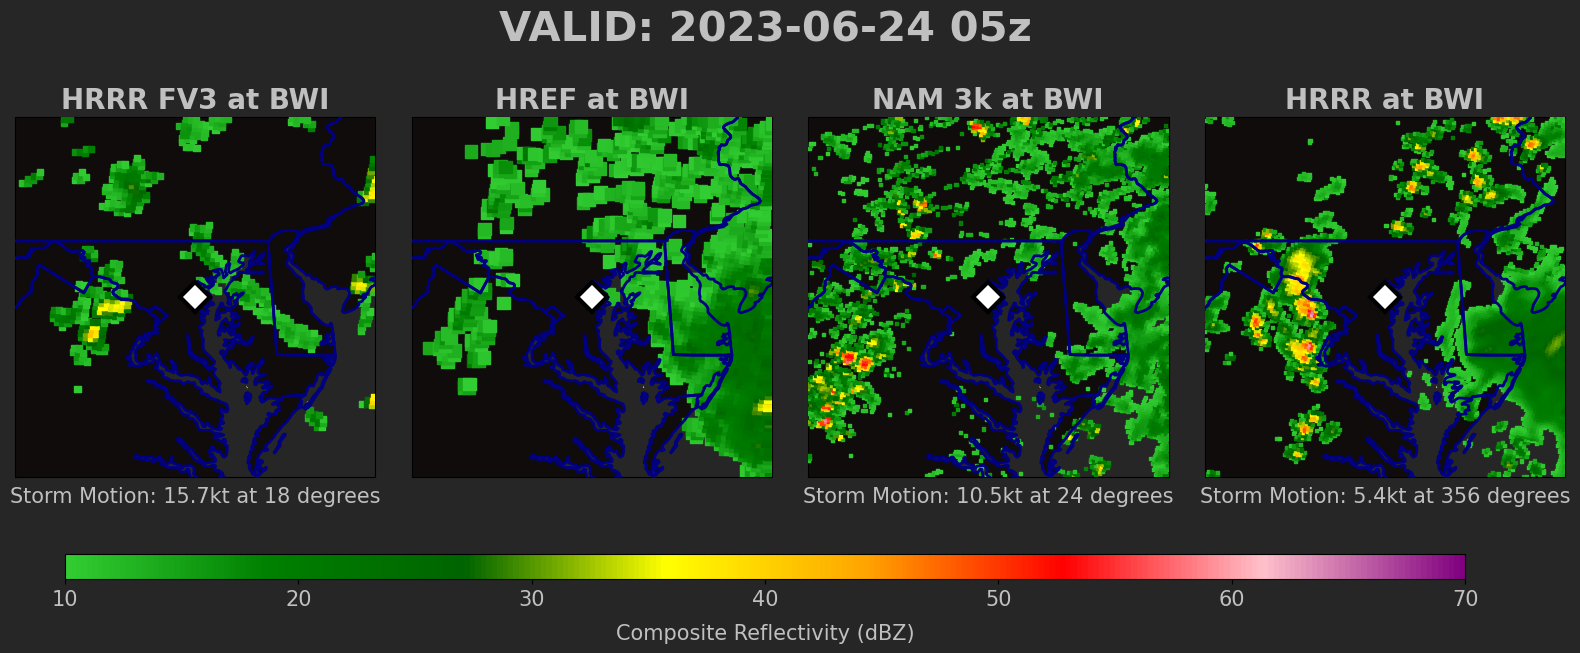 VALID: 2023-06-24 05z
HRRR FV3 at BWI
HREF at BWI
NAM 3k at BWI
HRRR at BWI
Storm Motion: 15.7kt at 18 degrees
Storm Motion: 10.5kt at 24 degrees
Storm Motion: 5.4kt at 356 degrees
10 20 30 40 50 60 70
Composite Reflectivity (dBZ)